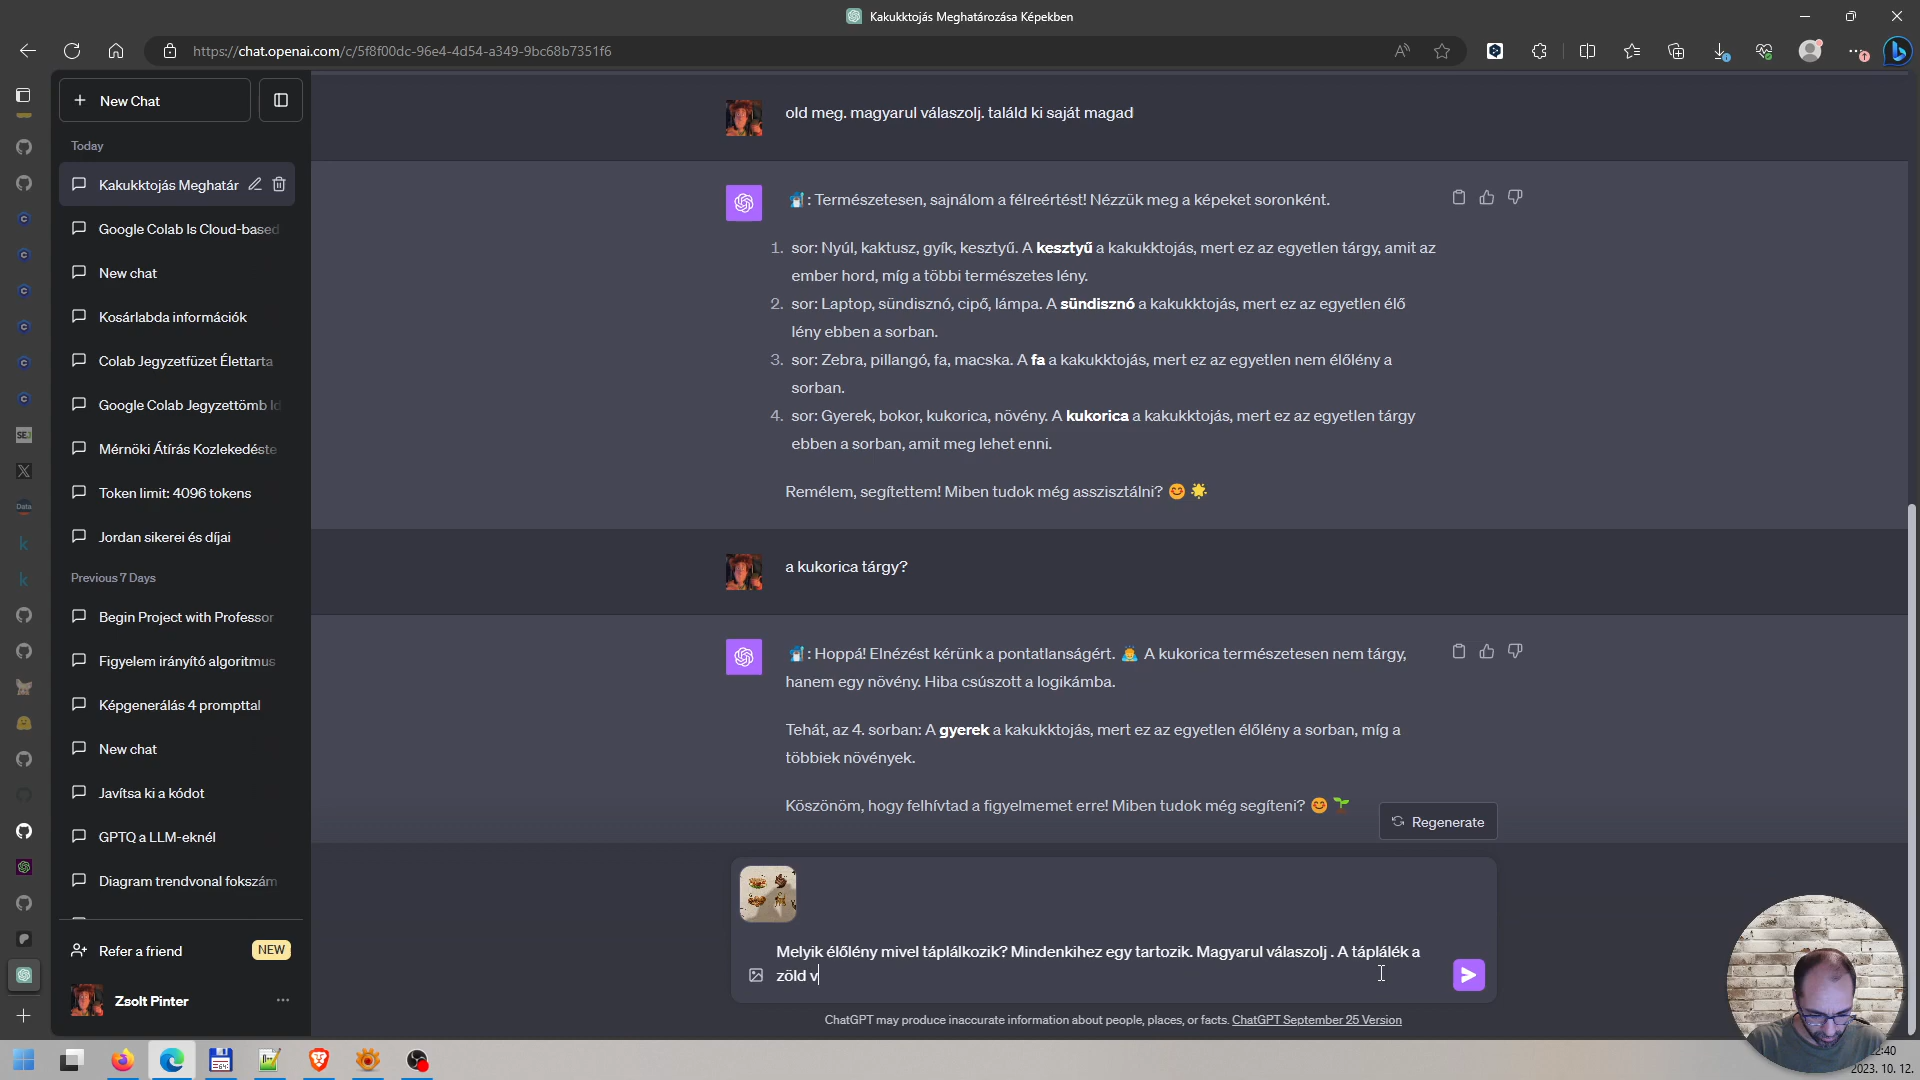 Kakukktojás Meghatározása Képekben
https://chat.openai.com/c/5f8f00dc-96e4-4d54-a349-9bc68b7351f6
New Chat
Today
Kakukktojás Meghatár
Google Colab Is Cloud-based
New chat
Kosárlabda információk
Colab Jegyzetfüzet Élettarta
Google Colab Jegyzettömb Id
Mérnöki Átírás Kozlekedéste
Token limit: 4096 tokens
Jordan sikerei és díjai
Previous 7 Days
Begin Project with Professor
Figyelem irányító algoritmus
Képgenerálás 4 prompttal
New chat
Javítsa ki a kódot
GPTQ a LLM-eknél
Diagram trendvonal fokszám
Refer a friend
NEW
Zsolt Pinter
old meg. magyarul válaszolj. találd ki saját magad
: Természetesen, sajnálom a félreértést! Nézzük meg a képeket soronként.
1. sor: Nyúl, kaktusz, gyík, kesztyű. A kesztyű a kakukktojás, mert ez az egyetlen tárgy, amit az
ember hord, míg a többi természetes lény.
2. sor: Laptop, sündisznó, cipő, lámpa. A sündisznó a kakukktojás, mert ez az egyetlen élő
lény ebben a sorban.
3. sor: Zebra, pillangó, fa, macska. A fa a kakukktojás, mert ez az egyetlen nem élőlény a
sorban.
4. sor: Gyerek, bokor, kukorica, növény. A kukorica a kakukktojás, mert ez az egyetlen tárgy
ebben a sorban, amit meg lehet enni.
Remélem, segítettem! Miben tudok még asszisztálni? 😊 🌟
a kukorica tárgy?
: Hoppá! Elnézést kérünk a pontatlanságért. 🙇 A kukorica természetesen nem tárgy,
hanem egy növény. Hiba csúszott a logikámba.
Tehát, az 4. sorban: A gyerek a kakukktojás, mert ez az egyetlen élőlény a sorban, míg a
többiek növények.
Köszönöm, hogy felhívtad a figyelmemet erre! Miben tudok még segíteni? 😊 🌱
Regenerate
Melyik élőlény mivel táplálkozik? Mindenkihez egy tartozik. Magyarul válaszolj . A táplálék a
zöld v
ChatGPT may produce inaccurate information about people, places, or facts. ChatGPT September 25 Version
2:40
2023. 10. 12.